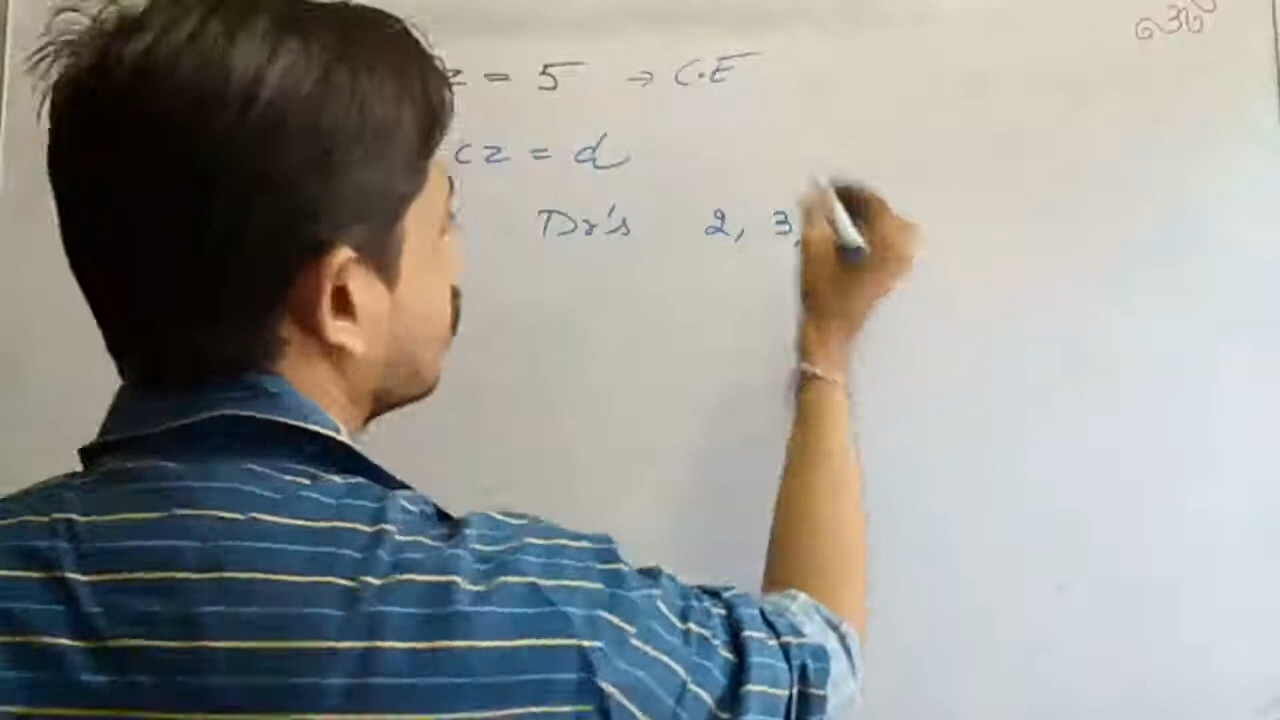 z = 5 → C.E
cz = d
Dr's 2, 3,